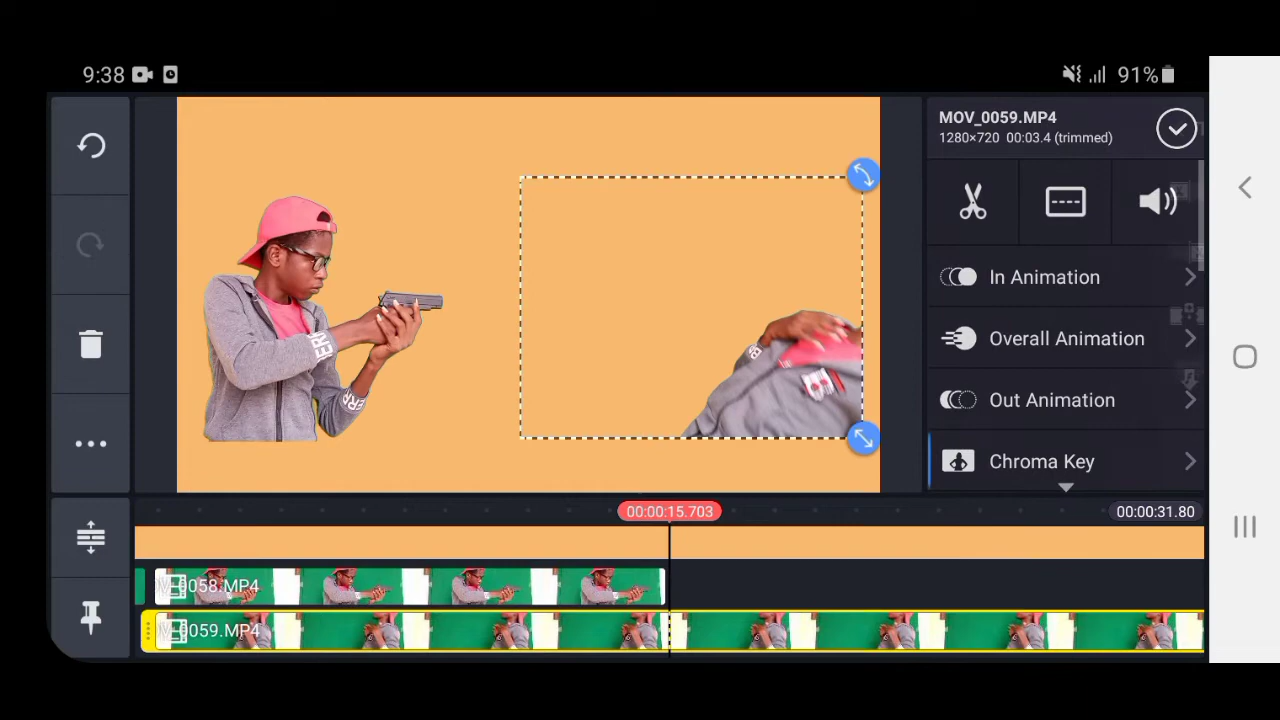 9:38
91%
MOV_0059.MP4
1280×720 00:03.4 (trimmed)
In Animation
Overall Animation
Out Animation
Chroma Key
00:00:15.703
00:00:31.80
0058.MP4
0059.MP4